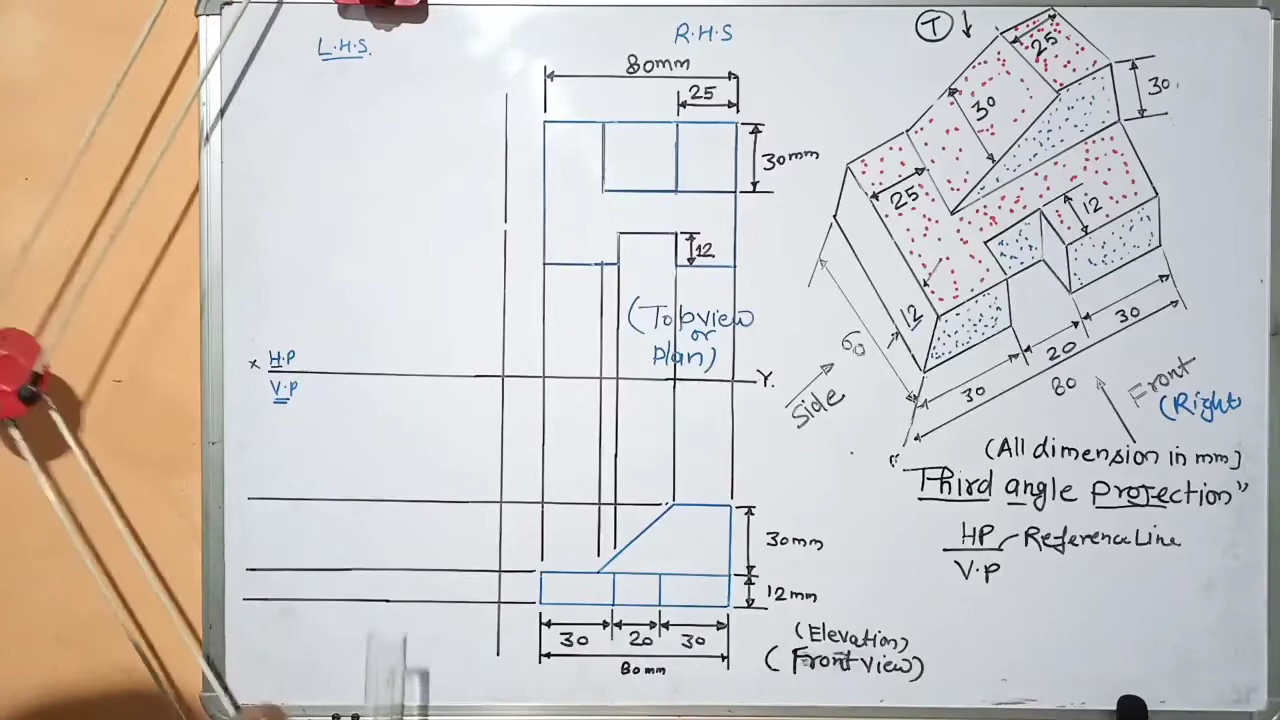 L.H.S.
R.H.S
80mm
25
30mm
12
(Topview
or
plan)
x H.P
V.P
Y.
30mm
12mm
30 20 30
80mm
(Elevation)
(Front view)
T ↓
25
30
30
25
12
12
60
30
20
30
80
Side
Front
(Right
(All dimension in mm]
Third angle Projection"
HP
V.P
Reference Line